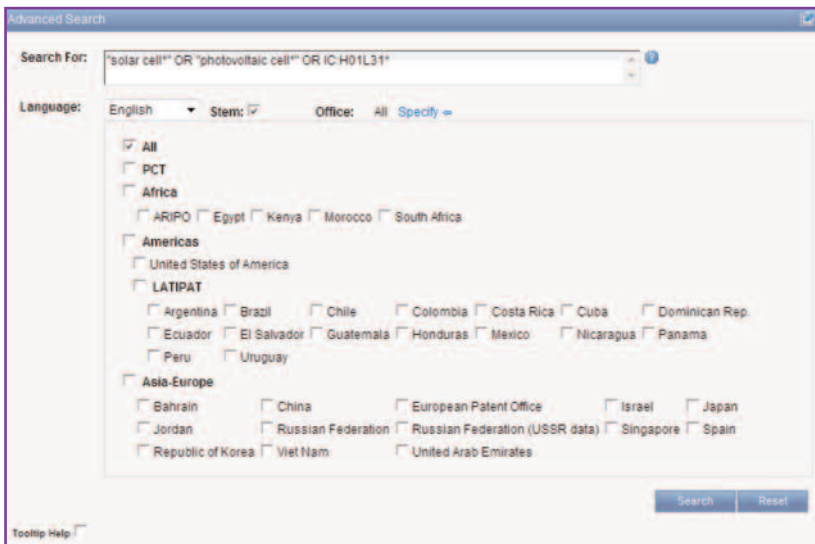 Advanced Search
Search For: "solar cell*" OR "photovoltaic cell*" OR IC:H01L31*
Language: English Stem: Office: All Specify
All
PCT
Africa
ARIPO Egypt Kenya Morocco South Africa
Americas
United States of America
LATIPAT
Argentina Brazil Chile Colombia Costa Rica Cuba Dominican Rep.
Ecuador El Salvador Guatemala Honduras Mexico Nicaragua Panama
Peru Uruguay
Asia-Europe
Bahrain China European Patent Office Israel Japan
Jordan Russian Federation Russian Federation (USSR data) Singapore Spain
Republic of Korea Viet Nam United Arab Emirates
Search Reset
Tooltip Help